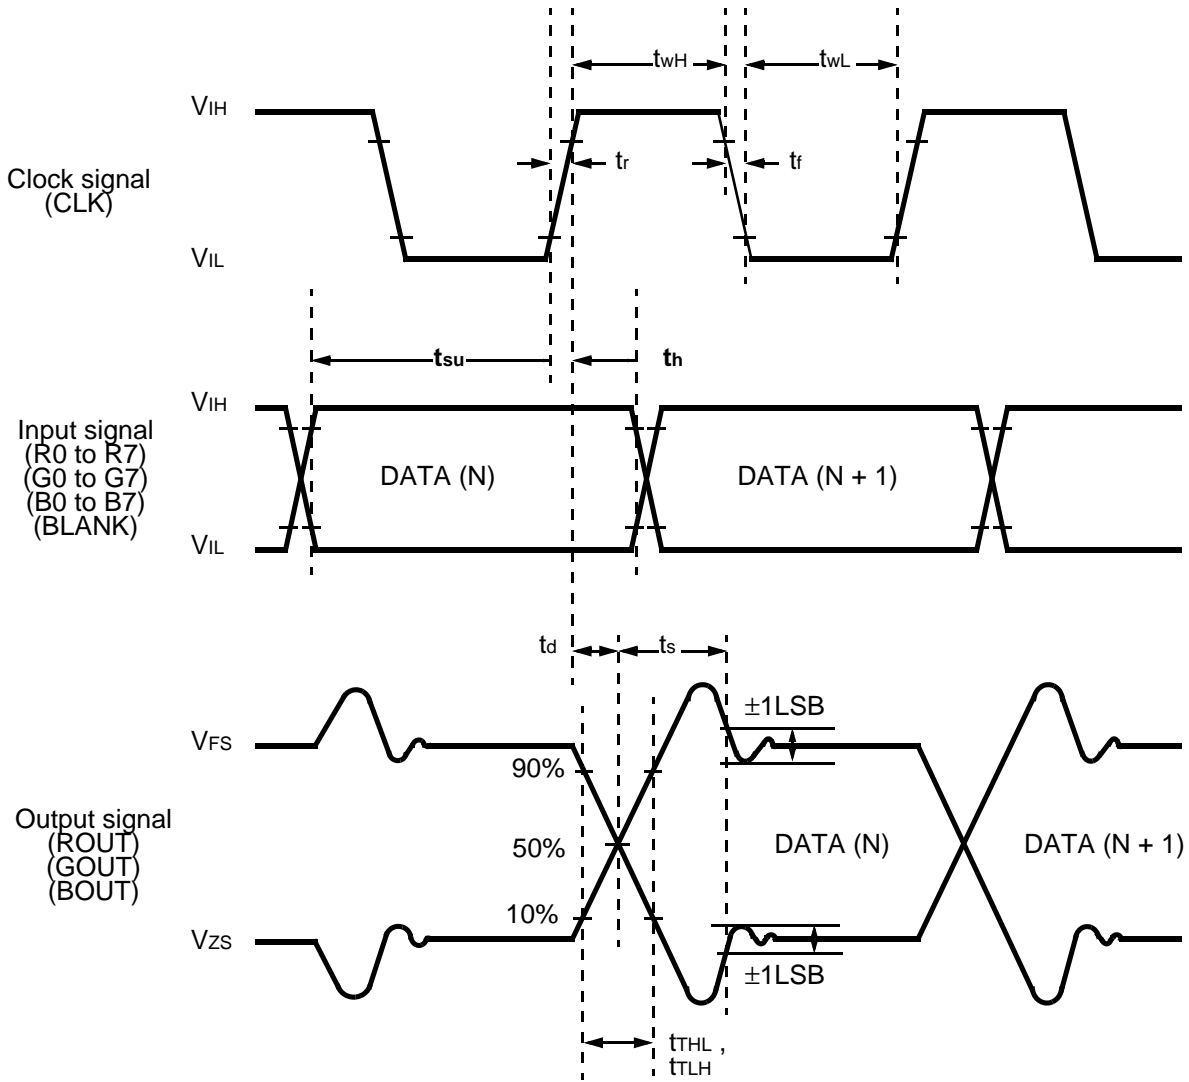 twH
twL
VIH
tr
tf
Clock signal
(CLK)
VIL
tsu
th
VIH
Input signal
(R0 to R7)
(G0 to G7)
(B0 to B7)
(BLANK)
DATA (N)
DATA (N + 1)
VIL
td
ts
±1LSB
VFS
90%
Output signal
(ROUT)
(GOUT)
(BOUT)
50%
DATA (N)
DATA (N + 1)
10%
VZS
±1LSB
tTHL ,
tTLH